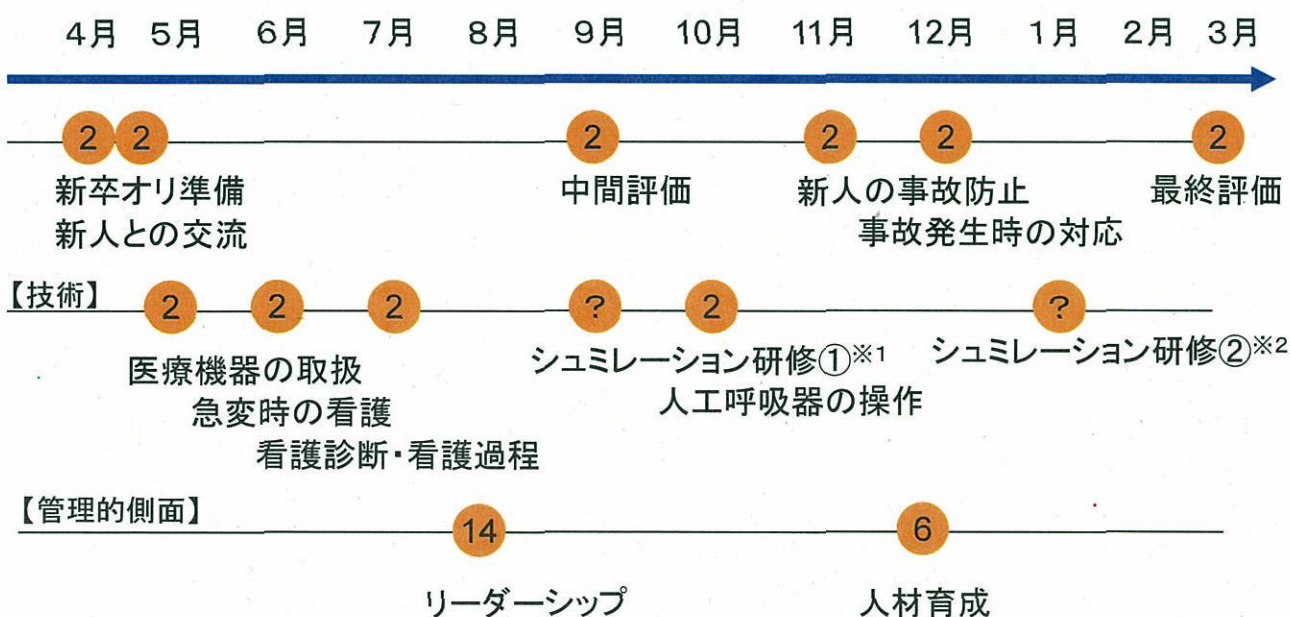 4月 5月 6月 7月 8月 9月 10月 11月 12月 1月 2月 3月
2 2 2 2 2 2
新卒オリ準備 中間評価 新人の事故防止 最終評価
新人との交流 事故発生時の対応
【技術】
2 2 2 ? 2 ?
医療機器の取扱 シュミレーション研修①※1 シュミレーション研修②※2
急変時の看護 人工呼吸器の操作
看護診断・看護過程
【管理的側面】
14 6
リーダーシップ 人材育成